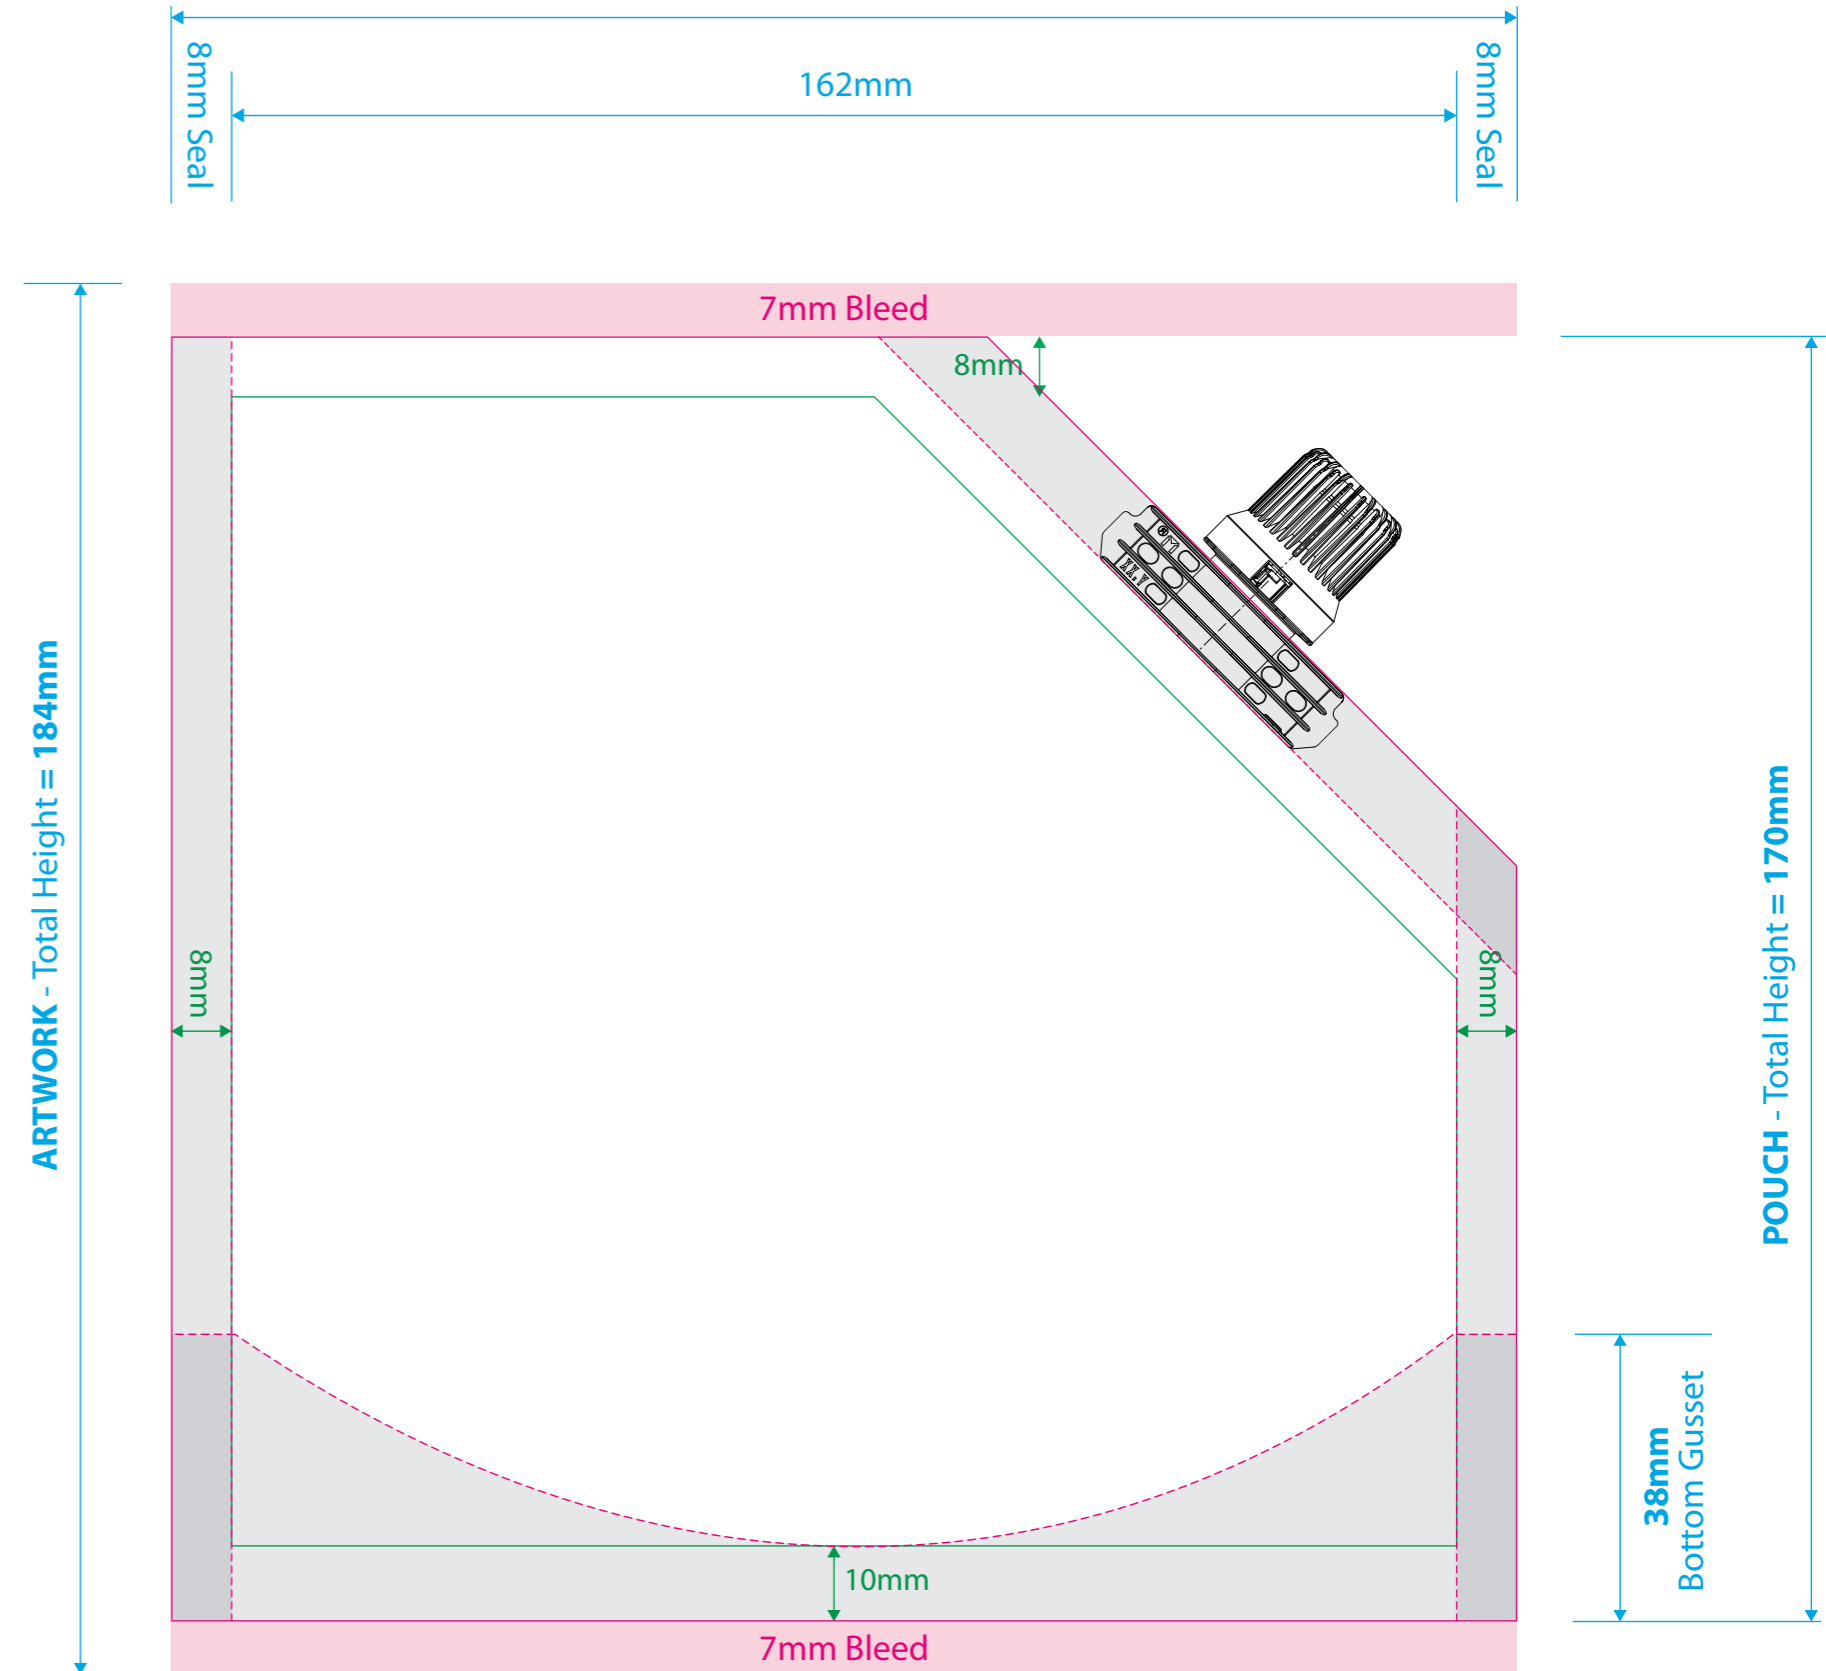 8mm Seal
162mm
8mm Seal
7mm Bleed
8mm
ARTWORK - Total Height = 184mm
POUCH - Total Height = 170mm
8mm
8mm
38mm
Bottom Gusset
10mm
7mm Bleed